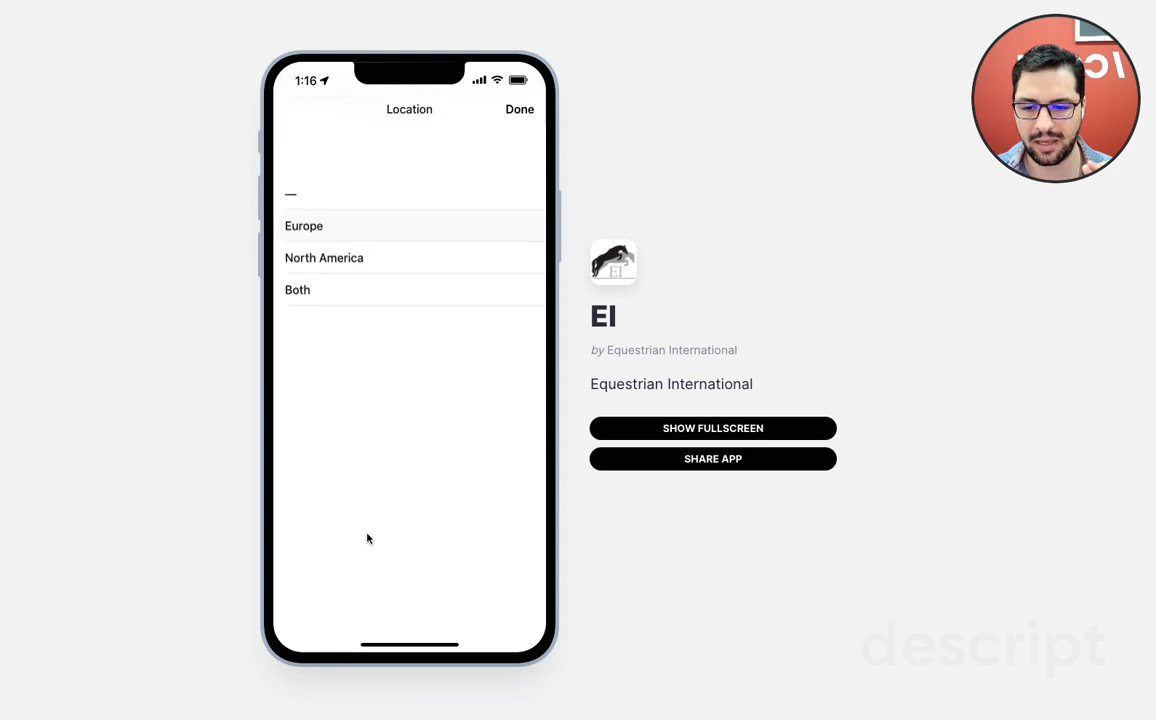 1:16
Location
Done
—
Europe
North America
Both
EI
EI
by Equestrian International
Equestrian International
SHOW FULLSCREEN
SHARE APP
descript